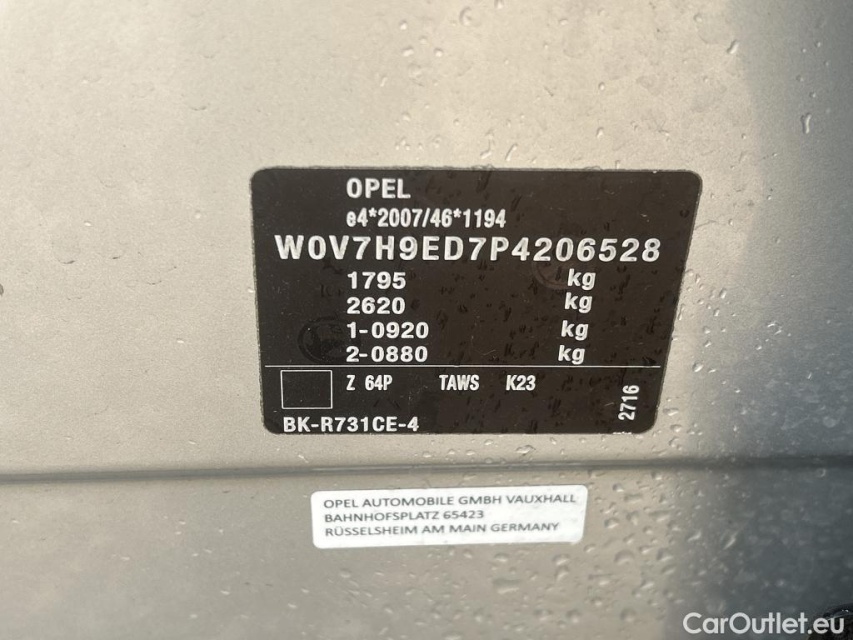 OPEL
e4*2007/46*1194
W0V7H9ED7P4206528
1795 kg
2620 kg
1-0920 kg
2-0880 kg
Z 64P TAWS K23
2716
BK-R731CE-4
OPEL AUTOMOBILE GMBH VAUXHALL
BAHNHOFSPLATZ 65423
RÜSSELSHEIM AM MAIN GERMANY
CarOutlet.eu